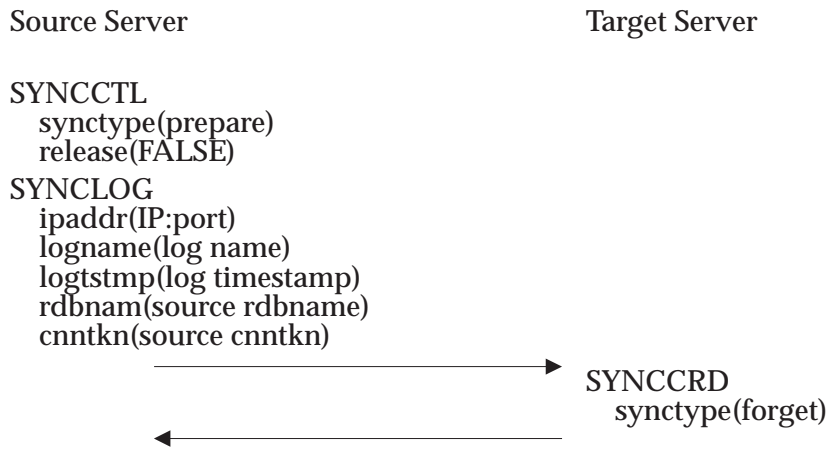 Source Server
Target Server
SYNCCTL
synctype(prepare)
release(FALSE)
SYNCLOG
ipaddr(IP:port)
logname(log name)
logtstmp(log timestamp)
rdbnam(source rdbname)
cnntkn(source cnntkn)
SYNCCRD
synctype(forget)